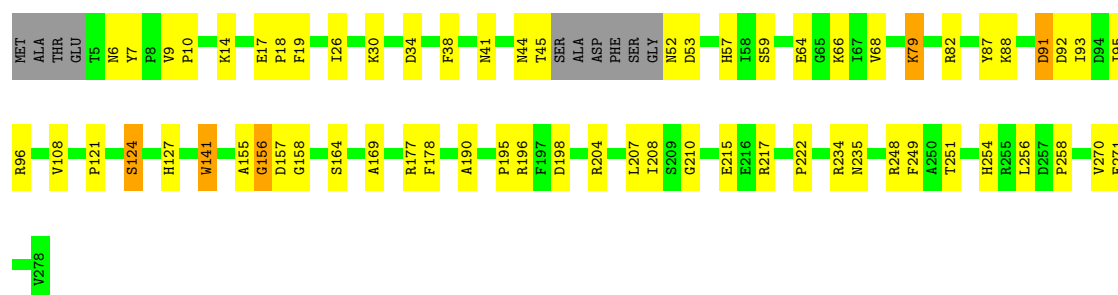 MET ALA THR GLU T5 N6 Y7 P8 V9 P10 K14 E17 P18 F19 I26 K30 D34 F38 N41 N44 T45 SER ALA ASP PHE SER GLY N52 D53 H57 I58 S59 E64 G65 K66 I67 V68 K79 R82 Y87 K88 D91 D92 I93 D94
R96 V108 P121 S124 H127 W141 A155 G156 D157 G158 S164 A169 R177 F178 A190 P195 R196 F197 D198 R204 L207 I208 S209 G210 E215 E216 R217 P222 R234 N235 R248 F249 A250 T251 H254 R255 L256 D257 P258 V270
V278